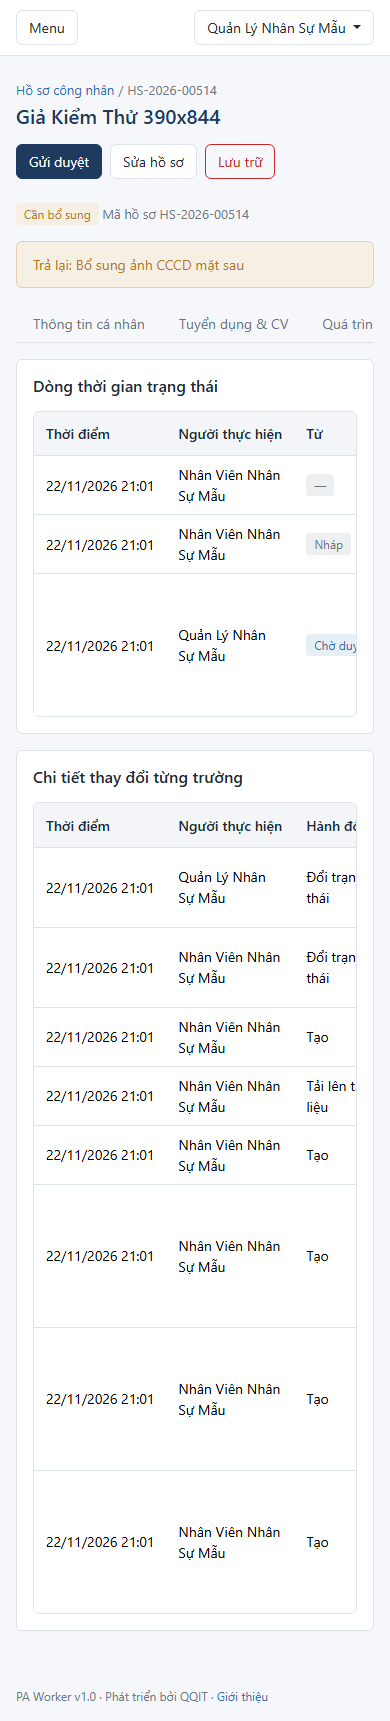 Menu
Quản Lý Nhân Sự Mẫu
Hồ sơ công nhân / HS-2026-00514
Giả Kiểm Thử 390x844
Gửi duyệt
Sửa hồ sơ
Lưu trữ
Cần bổ sung Mã hồ sơ HS-2026-00514
Trả lại: Bổ sung ảnh CCCD mặt sau
Thông tin cá nhân
Tuyển dụng & CV
Quá trìn
Dòng thời gian trạng thái
Thời điểm Người thực hiện Từ
22/11/2026 21:01 Nhân Viên Nhân
Sự Mẫu
—
22/11/2026 21:01 Nhân Viên Nhân
Sự Mẫu
Nháp
22/11/2026 21:01 Quản Lý Nhân
Sự Mẫu
Chờ duy
Chi tiết thay đổi từng trường
Thời điểm Người thực hiện Hành độ
22/11/2026 21:01 Quản Lý Nhân
Sự Mẫu
Đổi trạn
thái
22/11/2026 21:01 Nhân Viên Nhân
Sự Mẫu
Đổi trạn
thái
22/11/2026 21:01 Nhân Viên Nhân
Sự Mẫu
Tạo
22/11/2026 21:01 Nhân Viên Nhân
Sự Mẫu
Tải lên t
liệu
22/11/2026 21:01 Nhân Viên Nhân
Sự Mẫu
Tạo
22/11/2026 21:01 Nhân Viên Nhân
Sự Mẫu
Tạo
22/11/2026 21:01 Nhân Viên Nhân
Sự Mẫu
Tạo
22/11/2026 21:01 Nhân Viên Nhân
Sự Mẫu
Tạo
PA Worker v1.0 · Phát triển bởi QQIT · Giới thiệu